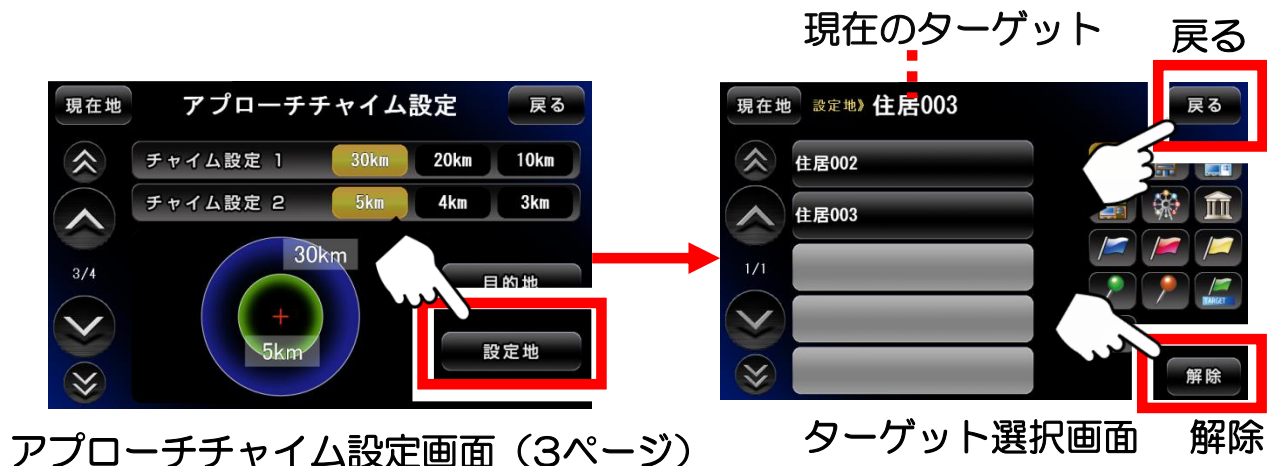 現在のターゲット
戻る
現在地
アプローチチャイム設定
戻る
チャイム設定 1
30km
20km
10km
チャイム設定 2
5km
4km
3km
3/4
30km
5km
目的地
設定地
アプローチチャイム設定画面（3ページ）
現在地
設定地》住居003
戻る
住居002
住居003
1/1
TARGET
解除
ターゲット選択画面
解除